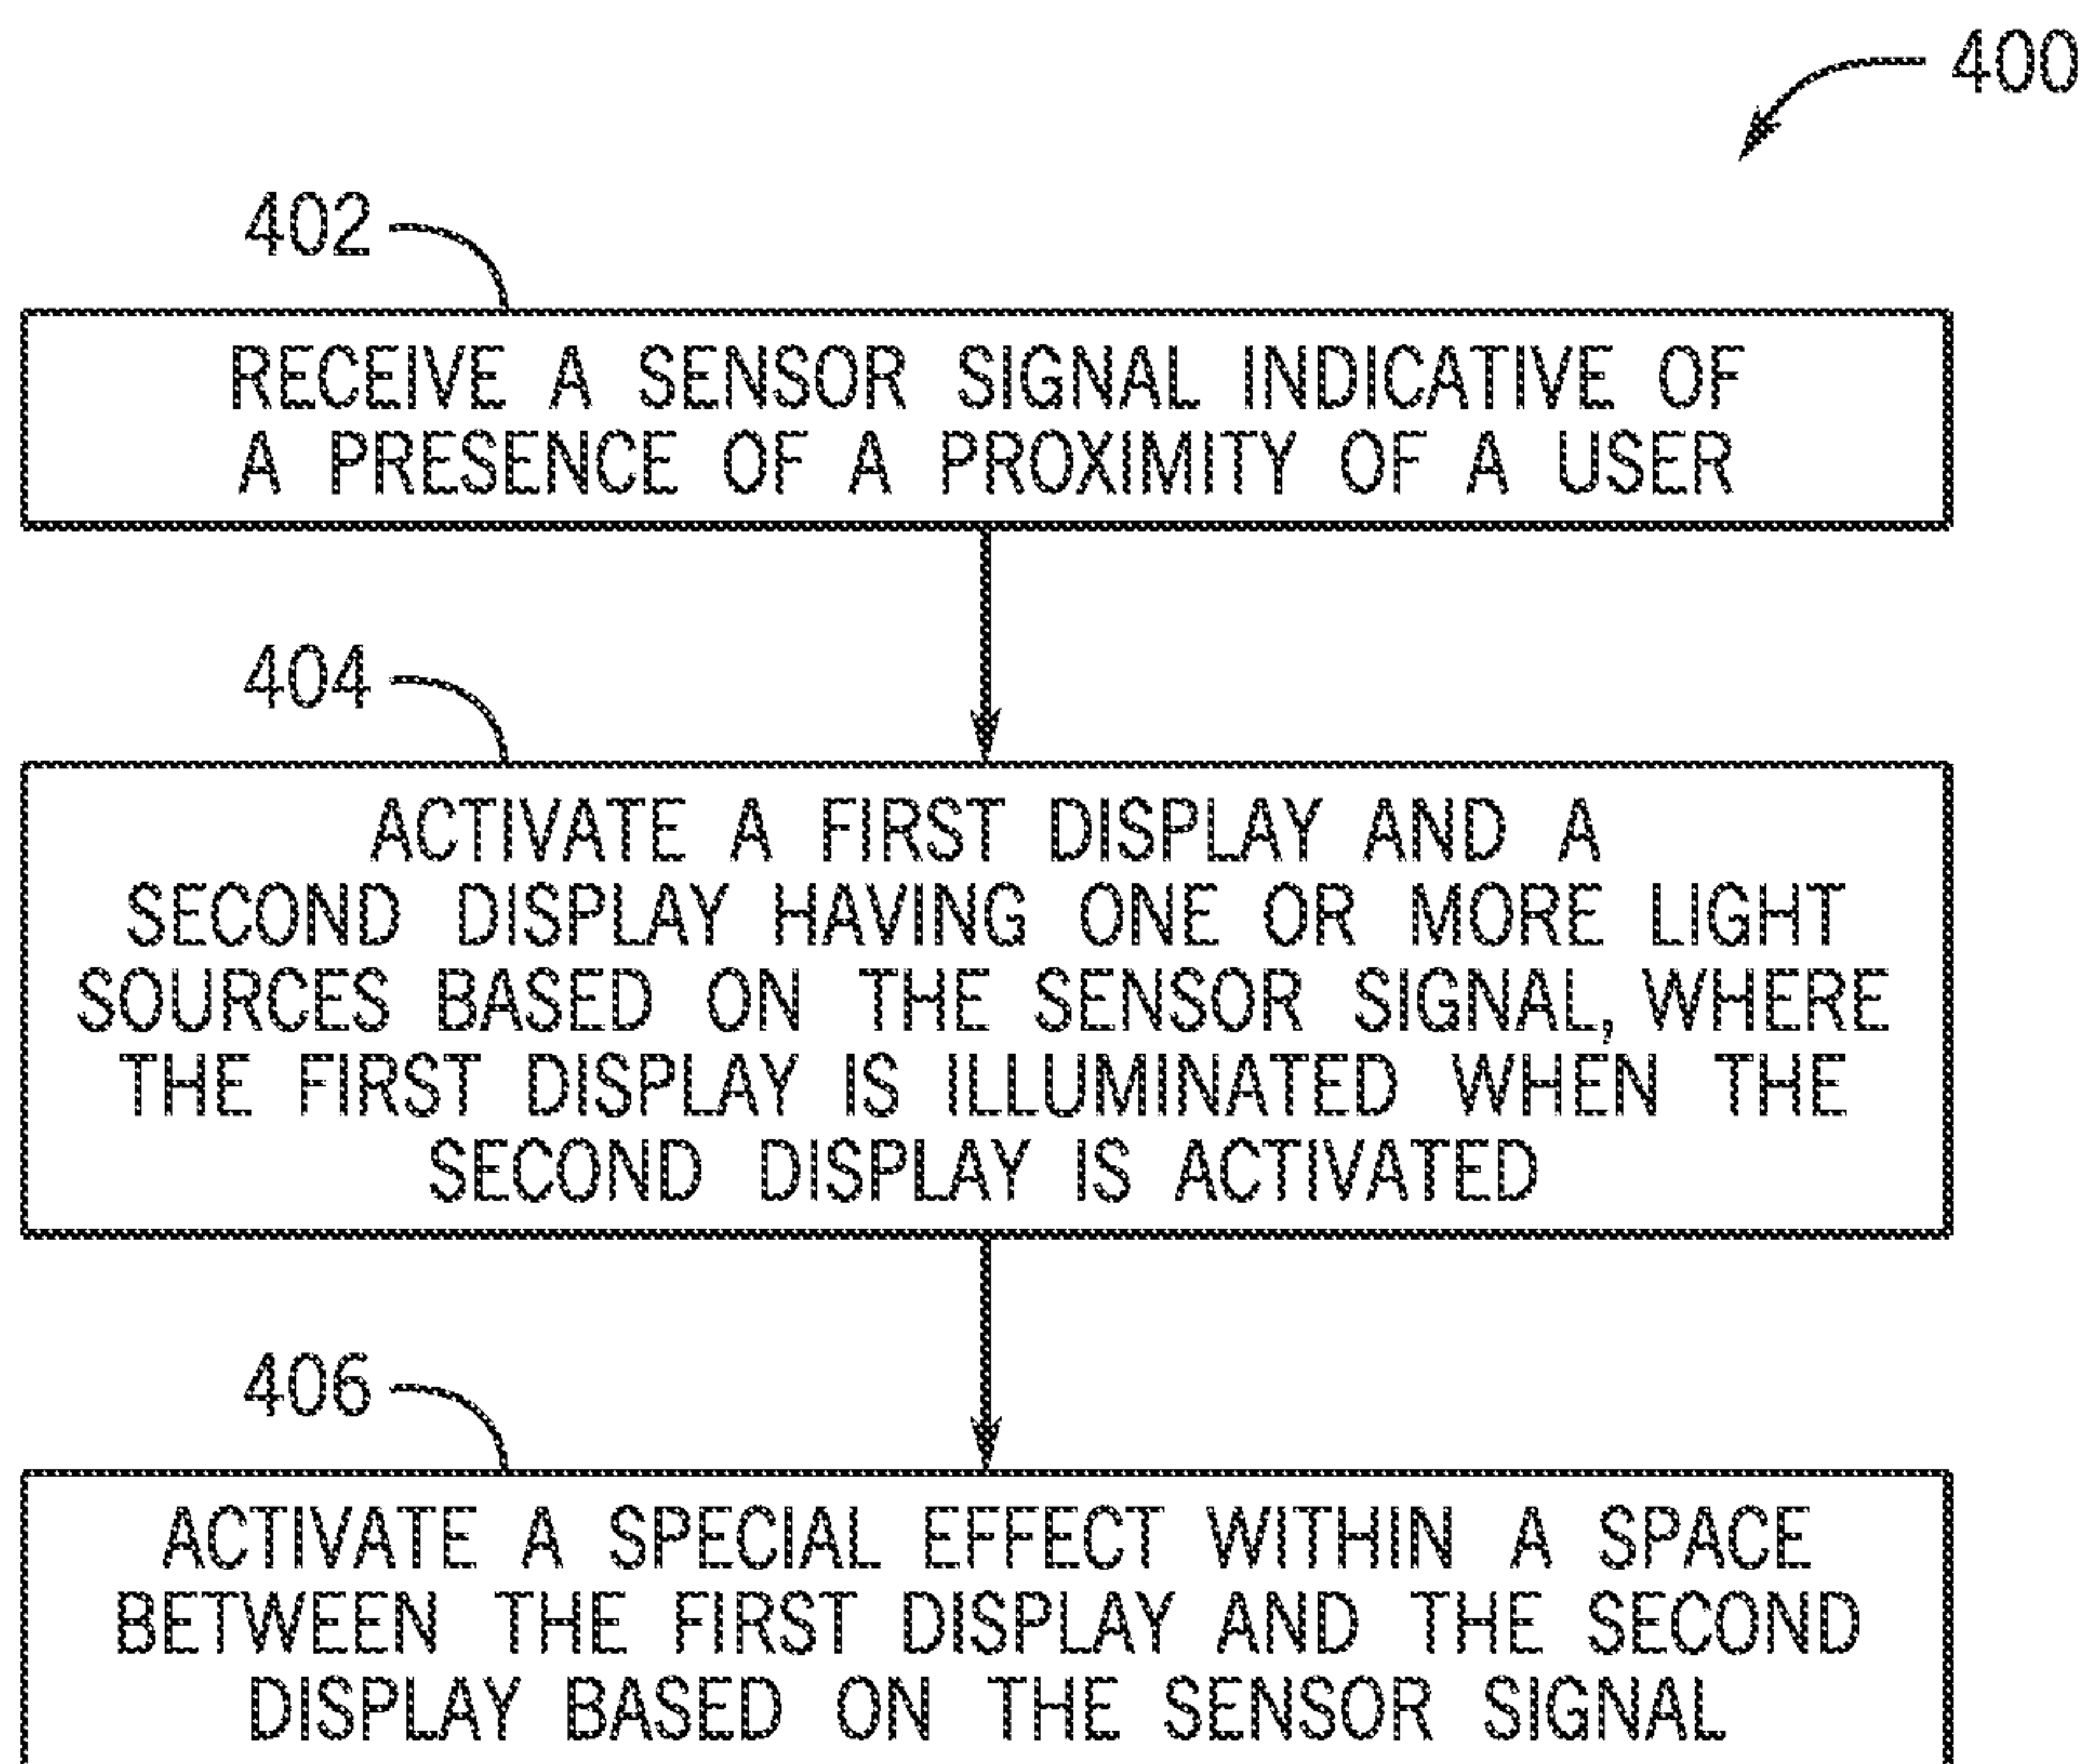 400
402
RECEIVE A SENSOR SIGNAL INDICATIVE OF
A PRESENCE OF A PROXIMITY OF A USER
404
ACTIVATE A FIRST DISPLAY AND A
SECOND DISPLAY HAVING ONE OR MORE LIGHT
SOURCES BASED ON THE SENSOR SIGNAL, WHERE
THE FIRST DISPLAY IS ILLUMINATED WHEN THE
SECOND DISPLAY IS ACTIVATED
406
ACTIVATE A SPECIAL EFFECT WITHIN A SPACE
BETWEEN THE FIRST DISPLAY AND THE SECOND
DISPLAY BASED ON THE SENSOR SIGNAL